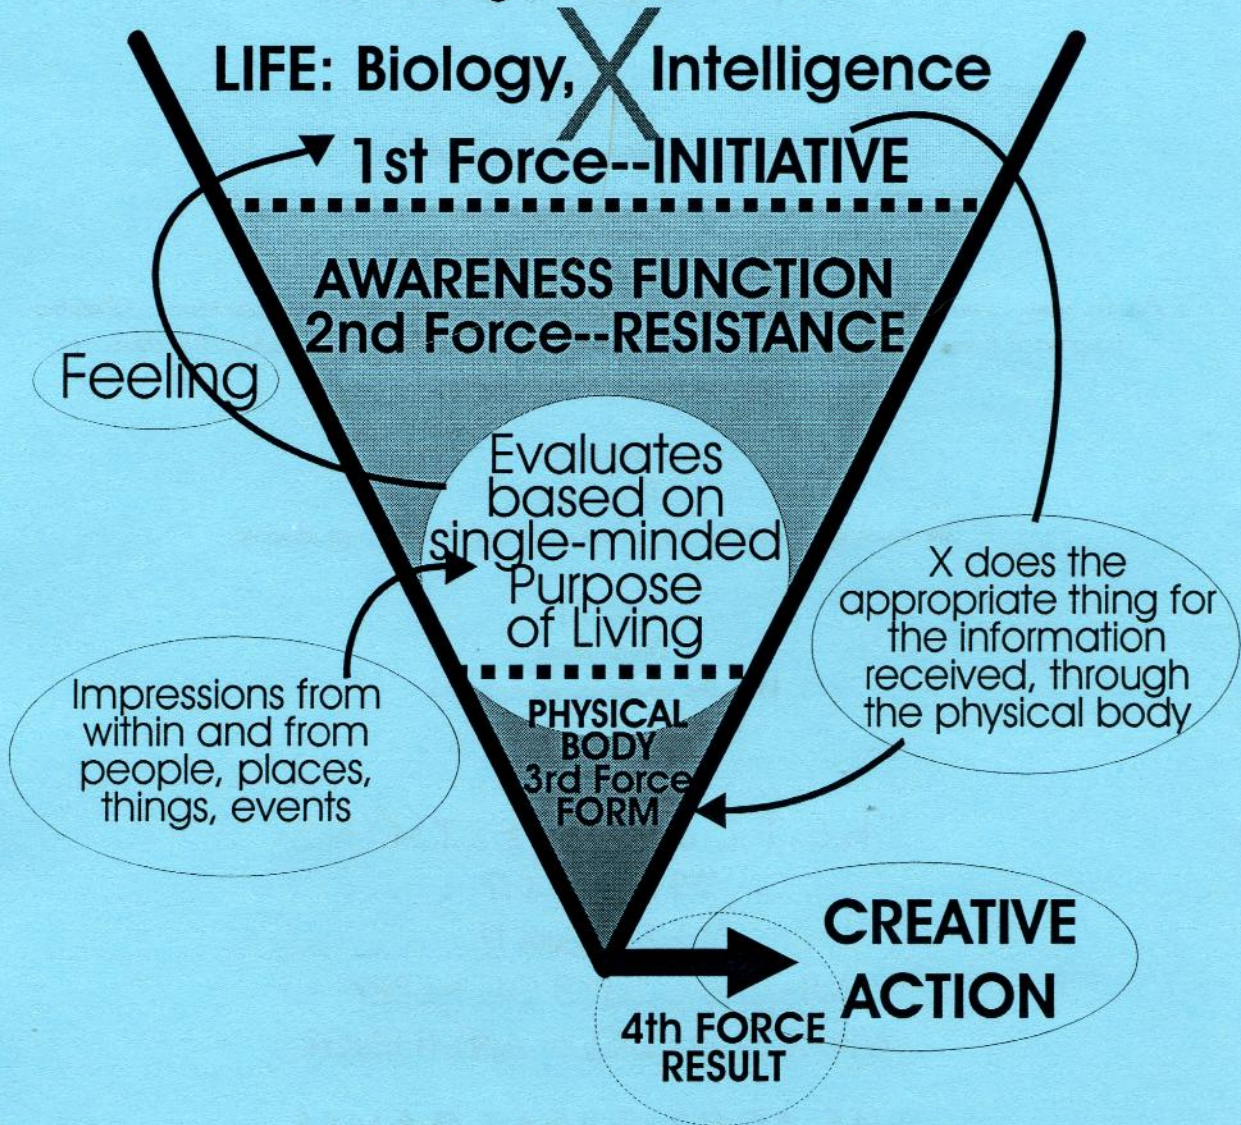 LIFE: Biology, X Intelligence
1st Force--INITIATIVE
AWARENESS FUNCTION
2nd Force--RESISTANCE
Feeling
Evaluates
based on
single-minded
Purpose
of Living
X does the
appropriate thing for
the information
received, through
the physical body
Impressions from
within and from
people, places,
things, events
PHYSICAL
BODY
3rd Force
FORM
CREATIVE
ACTION
4th FORCE
RESULT